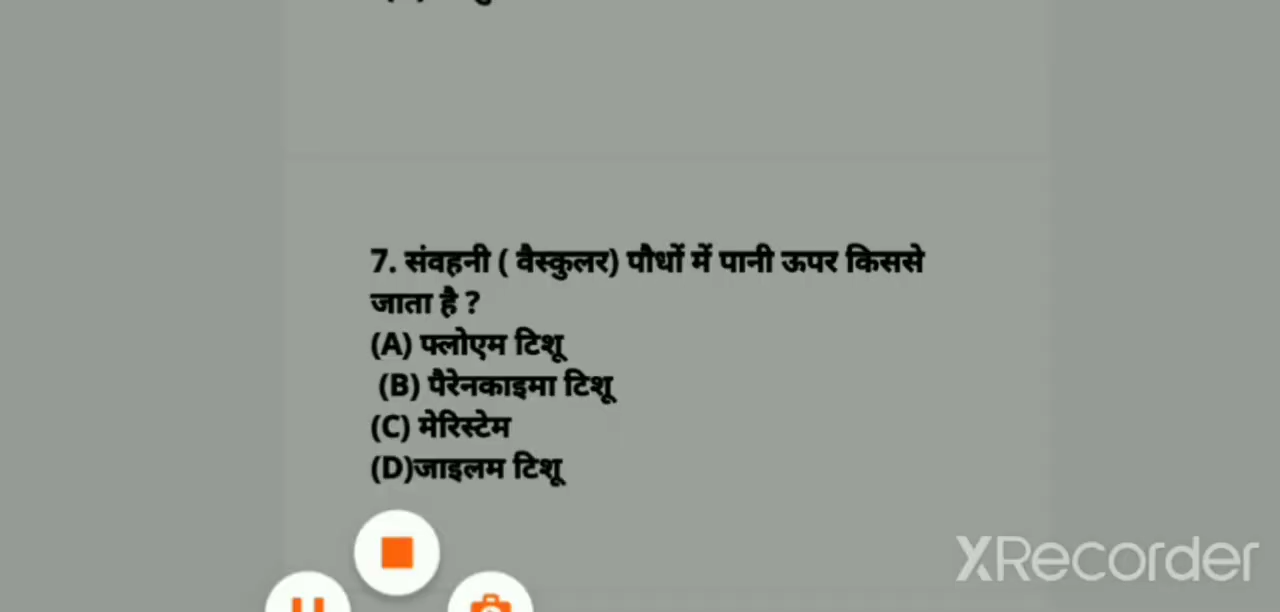 7. संवहनी ( वैस्कुलर) पौधों में पानी ऊपर किससे
जाता है ?
(A) फ्लोएम टिशू
(B) पैरेनकाइमा टिशू
(C) मेरिस्टेम
(D)जाइलम टिशू
XRecorder